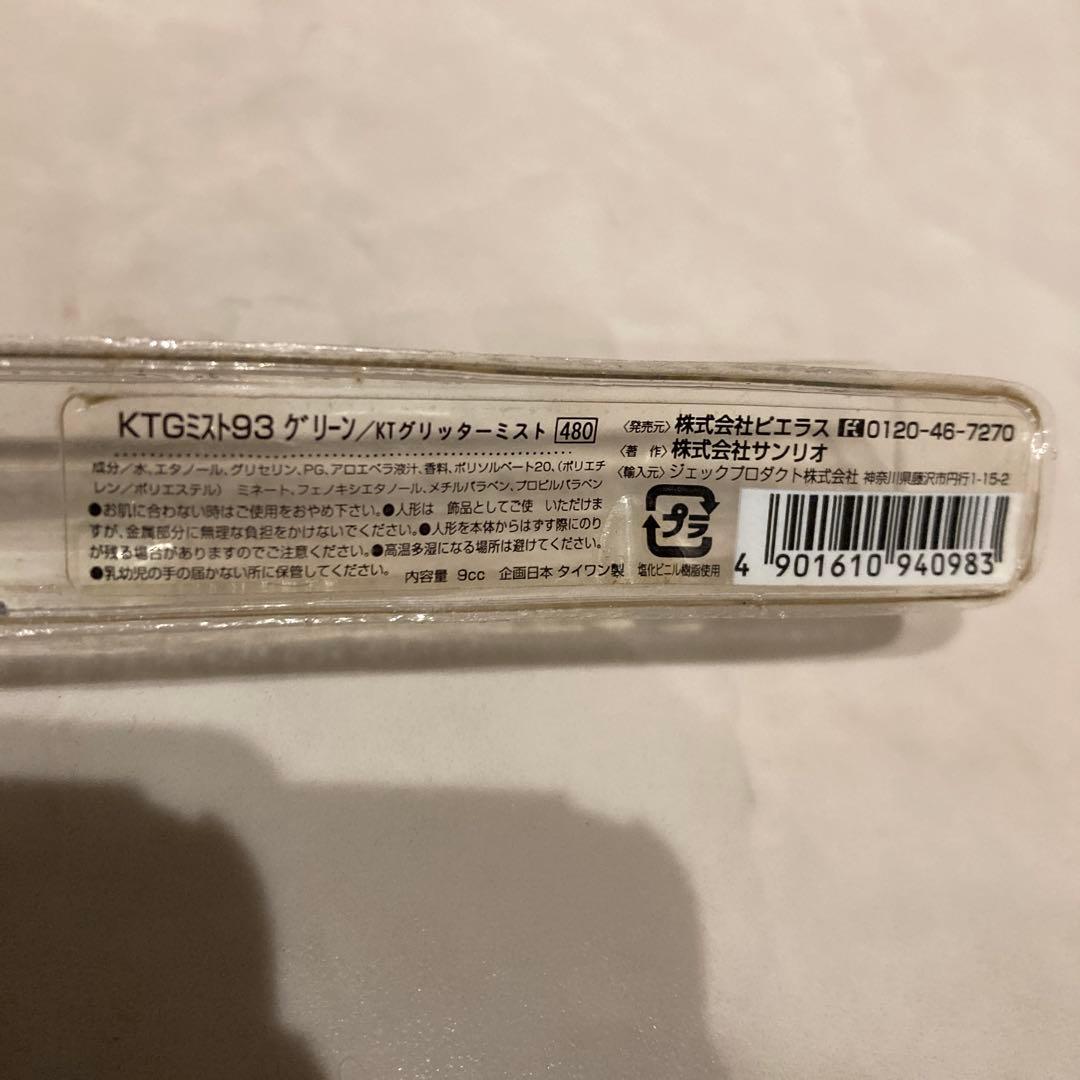 KTGミスト93 グリーン/KTグリッターミスト 480
成分/水、エタノール、グリセリン、PG、アロエベラ液汁、香料、ポリソルベート20、(ポリエチ
レン/ポリエステル) ミネート、フェノキシエタノール、メチルパラベン、プロピルパラベン
●お肌に合わない時はご使用をおやめ下さい。●人形は 飾品としてご使 いただけま
すが、金属部分に無理な負担をかけないでください。●人形を本体からはずす際にのり
が残る場合がありますのでご注意ください。●高温多湿になる場所は避けてください。
●乳幼児の手の届かない所に保管してください。 内容量 9cc 企画日本 タイワン製
〈発売元〉株式会社ピエラス 0120-46-7270
〈著 作〉株式会社サンリオ
〈輸入元〉ジェックプロダクト株式会社 神奈川県藤沢市円行1-15-2
プラ
塩化ビニル樹脂使用
4 901610 940983